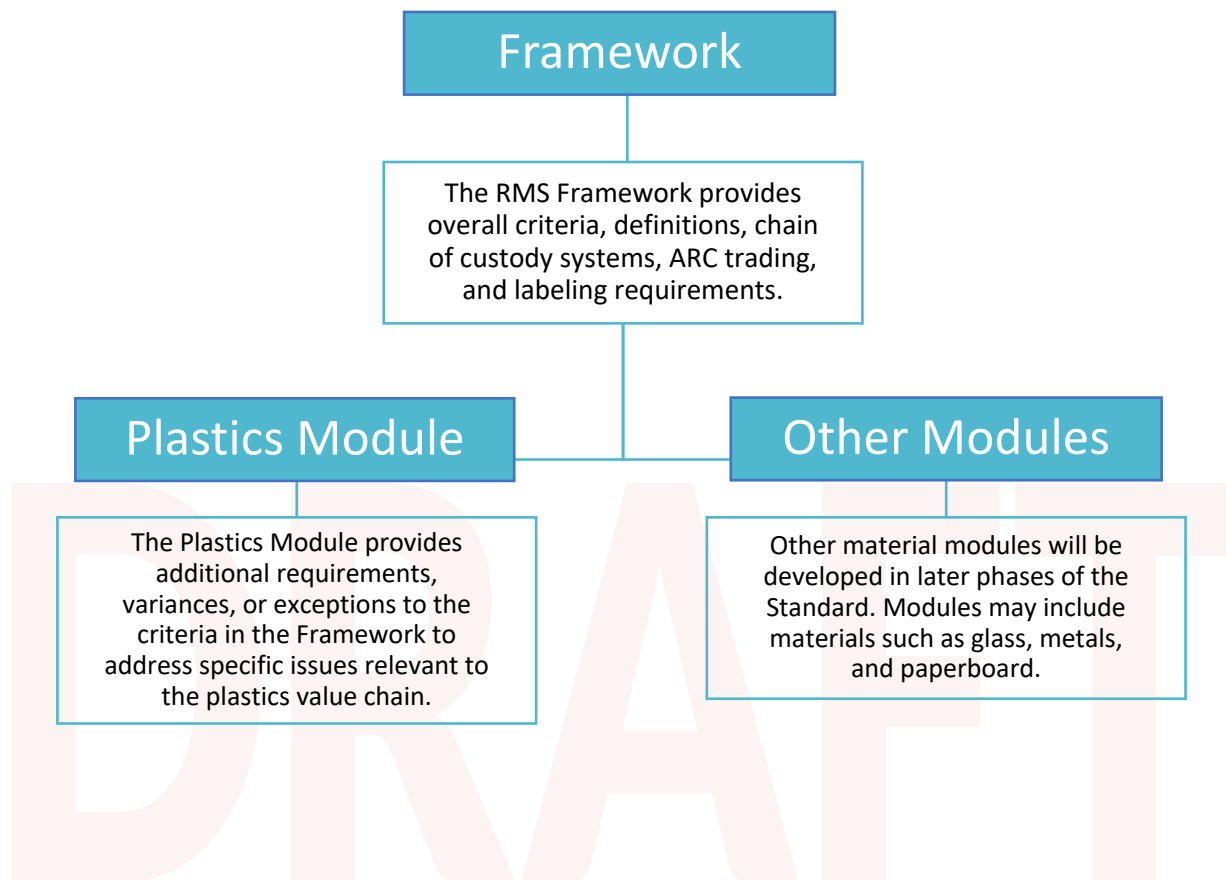 Framework
The RMS Framework provides
overall criteria, definitions, chain
of custody systems, ARC trading,
and labeling requirements.
Plastics Module
The Plastics Module provides
additional requirements,
variances, or exceptions to the
criteria in the Framework to
address specific issues relevant to
the plastics value chain.
Other Modules
Other material modules will be
developed in later phases of the
Standard. Modules may include
materials such as glass, metals,
and paperboard.
DRAFT